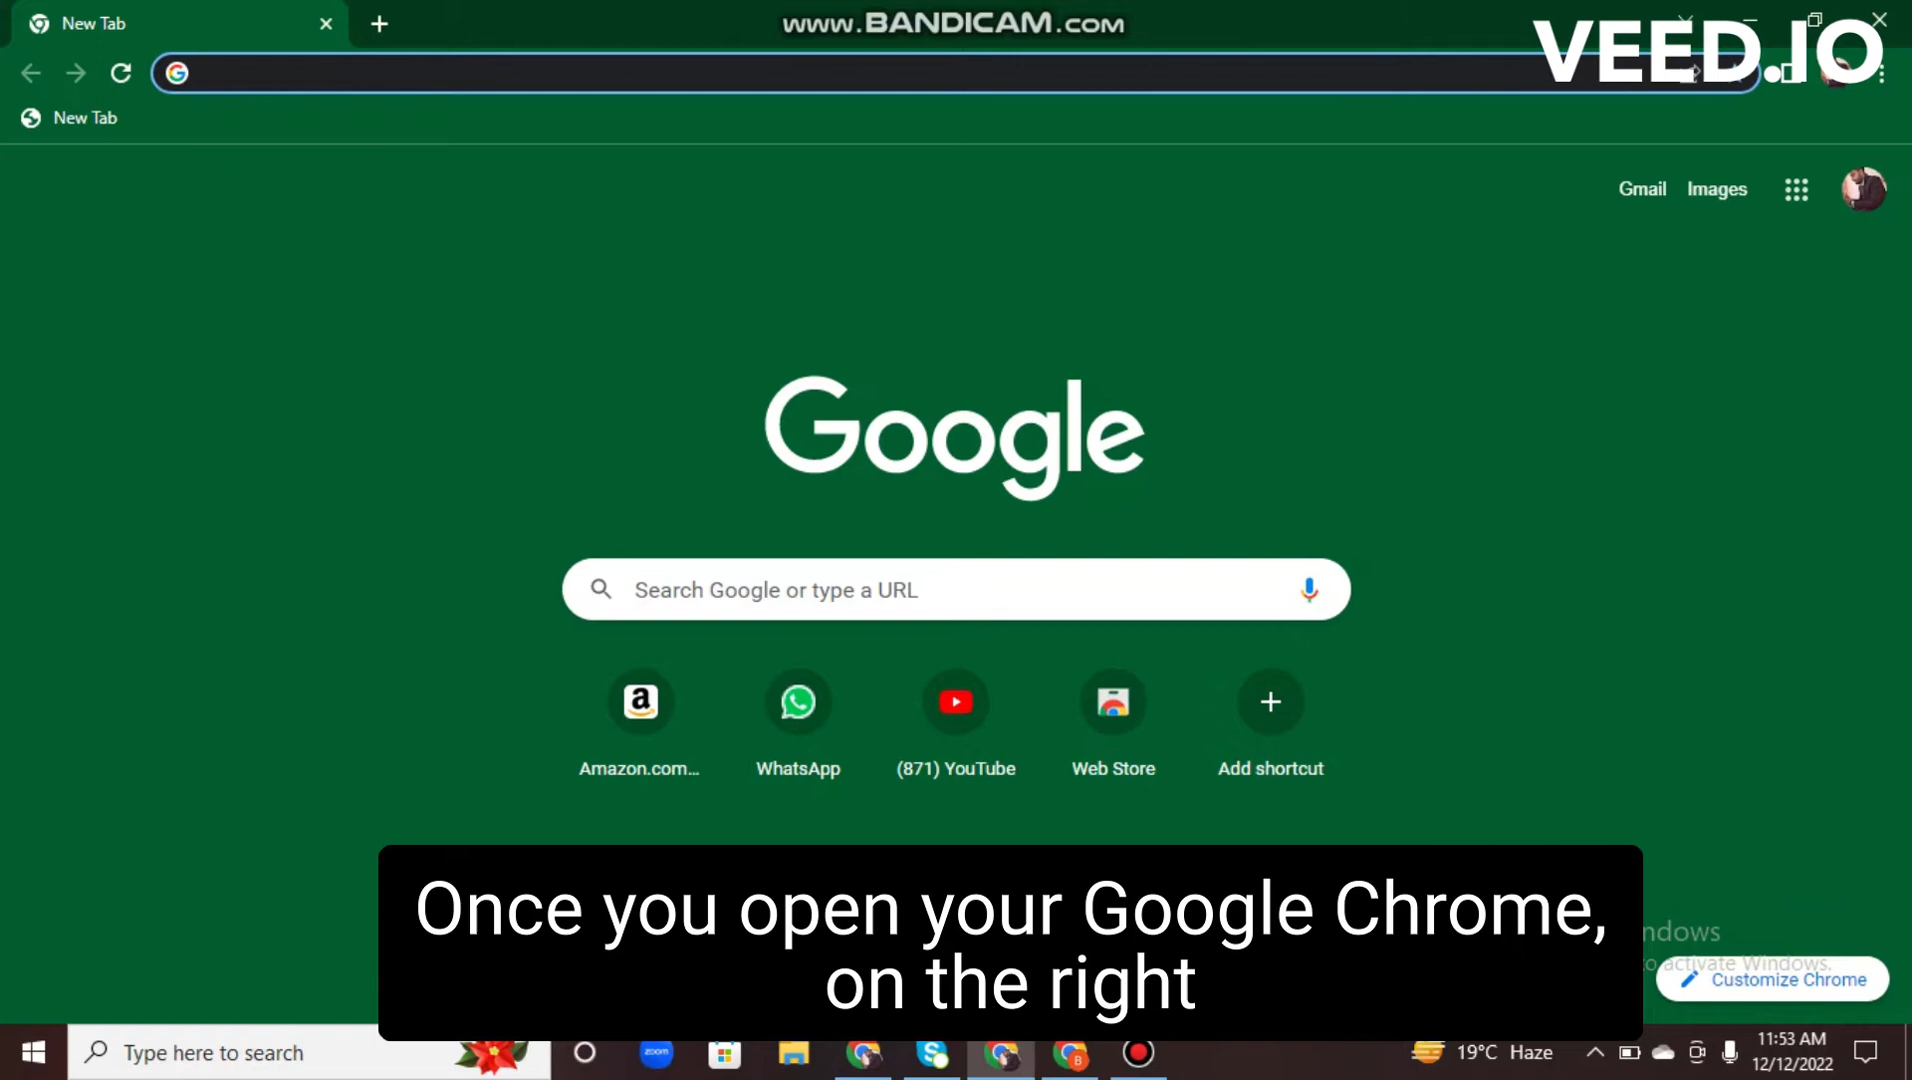 New Tab
www.BANDICAM.com
VEED.IO
New Tab
Gmail Images
Google
Search Google or type a URL
Amazon.com...
WhatsApp
(871) YouTube
Web Store
Add shortcut
Once you open your Google Chrome,
on the right
Customize Chrome
Type here to search
zoom
19°C Haze
11:53 AM
12/12/2022